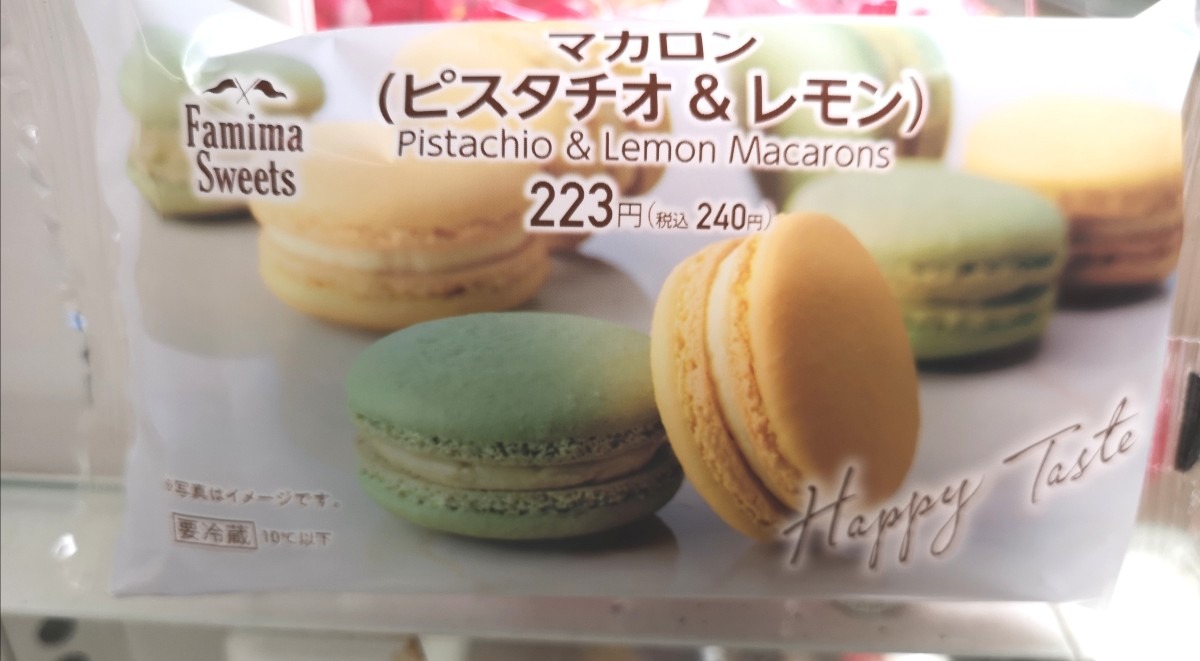 マカロン
(ピスタチオ&レモン)
Pistachio & Lemon Macarons
Famima
Sweets
223円(税込 240円)
Happy Taste
※写真はイメージです。
要冷蔵 10℃以下